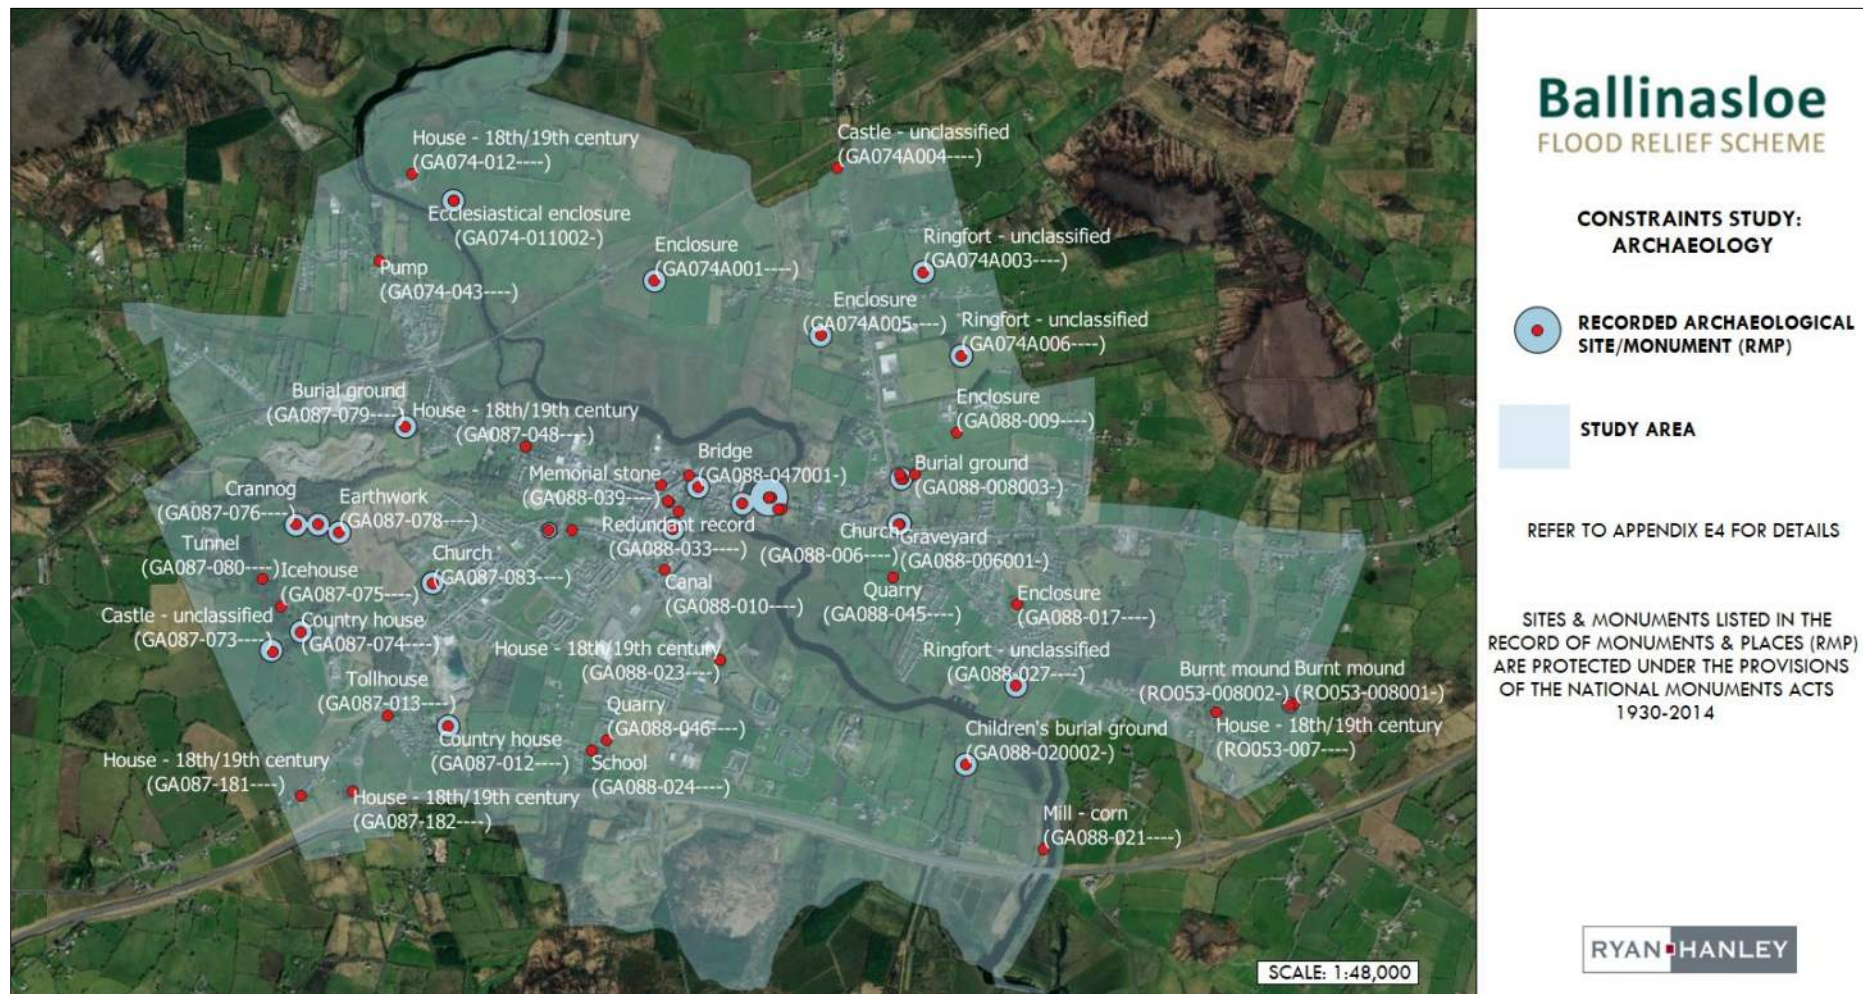 House - 18th/19th century
(GA074-012----)
Castle - unclassified
(GA074A004----)
Ecclesiastical enclosure
(GA074-011002-)
Enclosure
(GA074A001----)
Ringfort - unclassified
(GA074A003----)
Pump
(GA074-043----)
Enclosure
(GA074A005----)
Ringfort - unclassified
(GA074A006----)
Burial ground
(GA087-079----)
House - 18th/19th century
(GA087-048----)
Enclosure
(GA088-009----)
Bridge
(GA088-047001-)
Burial ground
(GA088-008003-)
Memorial stone
(GA088-039----)
Crannog
(GA087-076----)
Earthwork
(GA087-078----)
Redundant record
(GA088-033----)
Church
(GA088-006----)
Graveyard
(GA088-006001-)
Tunnel
(GA087-080----)
Icehouse
(GA087-075----)
Church
(GA087-083----)
Canal
(GA088-010----)
Quarry
(GA088-045----)
Enclosure
(GA088-017----)
Castle - unclassified
(GA087-073----)
Country house
(GA087-074----)
House - 18th/19th century
(GA088-023----)
Ringfort - unclassified
(GA088-027----)
Burnt mound
(RO053-008002-)
Burnt mound
(RO053-008001-)
Tollhouse
(GA087-013----)
Quarry
(GA088-046----)
Children's burial ground
(GA088-020002-)
House - 18th/19th century
(RO053-007----)
Country house
(GA087-012----)
School
(GA088-024----)
House - 18th/19th century
(GA087-181----)
House - 18th/19th century
(GA087-182----)
Mill - corn
(GA088-021----)
SCALE: 1:48,000
Ballinasloe
FLOOD RELIEF SCHEME
CONSTRAINTS STUDY:
ARCHAEOLOGY
RECORDED ARCHAEOLOGICAL
SITE/MONUMENT (RMP)
STUDY AREA
REFER TO APPENDIX E4 FOR DETAILS
SITES & MONUMENTS LISTED IN THE
RECORD OF MONUMENTS & PLACES (RMP)
ARE PROTECTED UNDER THE PROVISIONS
OF THE NATIONAL MONUMENTS ACTS
1930-2014
RYAN HANLEY